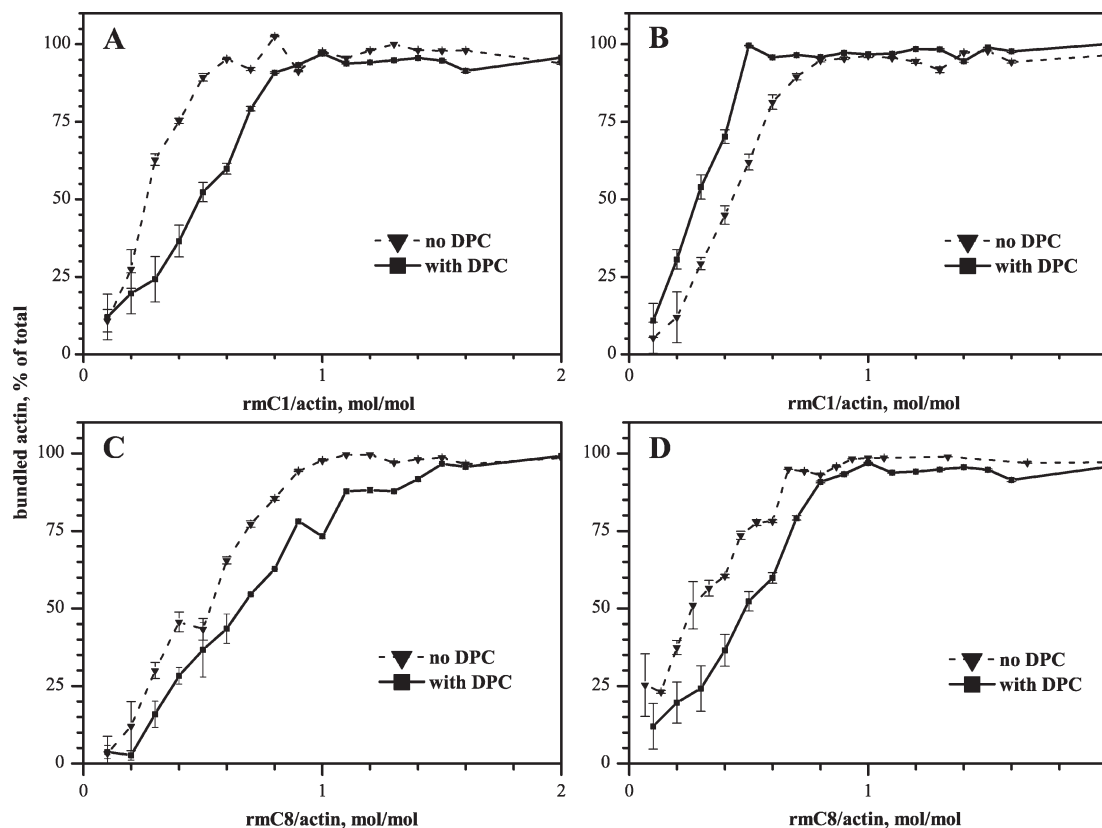 A
100
75
50
25
0
no DPC
with DPC
0
1
2
rmC1/actin, mol/mol
B
100
75
50
25
0
no DPC
with DPC
0
1
rmC1/actin, mol/mol
bundled actin, % of total
C
100
75
50
25
0
no DPC
with DPC
0
1
2
rmC8/actin, mol/mol
D
100
75
50
25
0
no DPC
with DPC
0
1
rmC8/actin, mol/mol